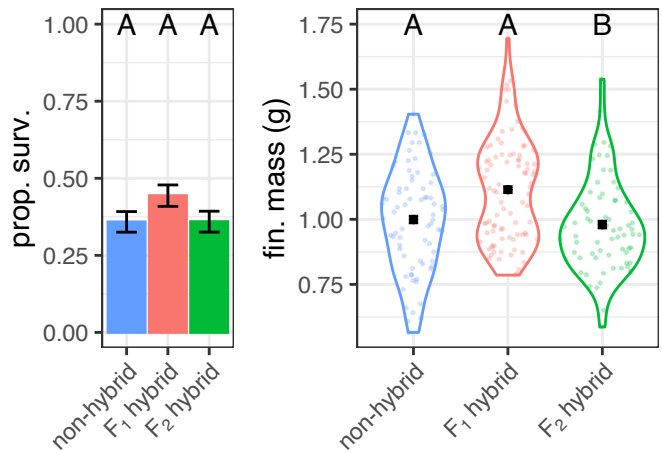 prop. surv.
1.00
0.75
0.50
0.25
0.00
A A A
non-hybrid
F₁ hybrid
F₂ hybrid
fin. mass (g)
1.75
1.50
1.25
1.00
0.75
A A B
non-hybrid
F₁ hybrid
F₂ hybrid